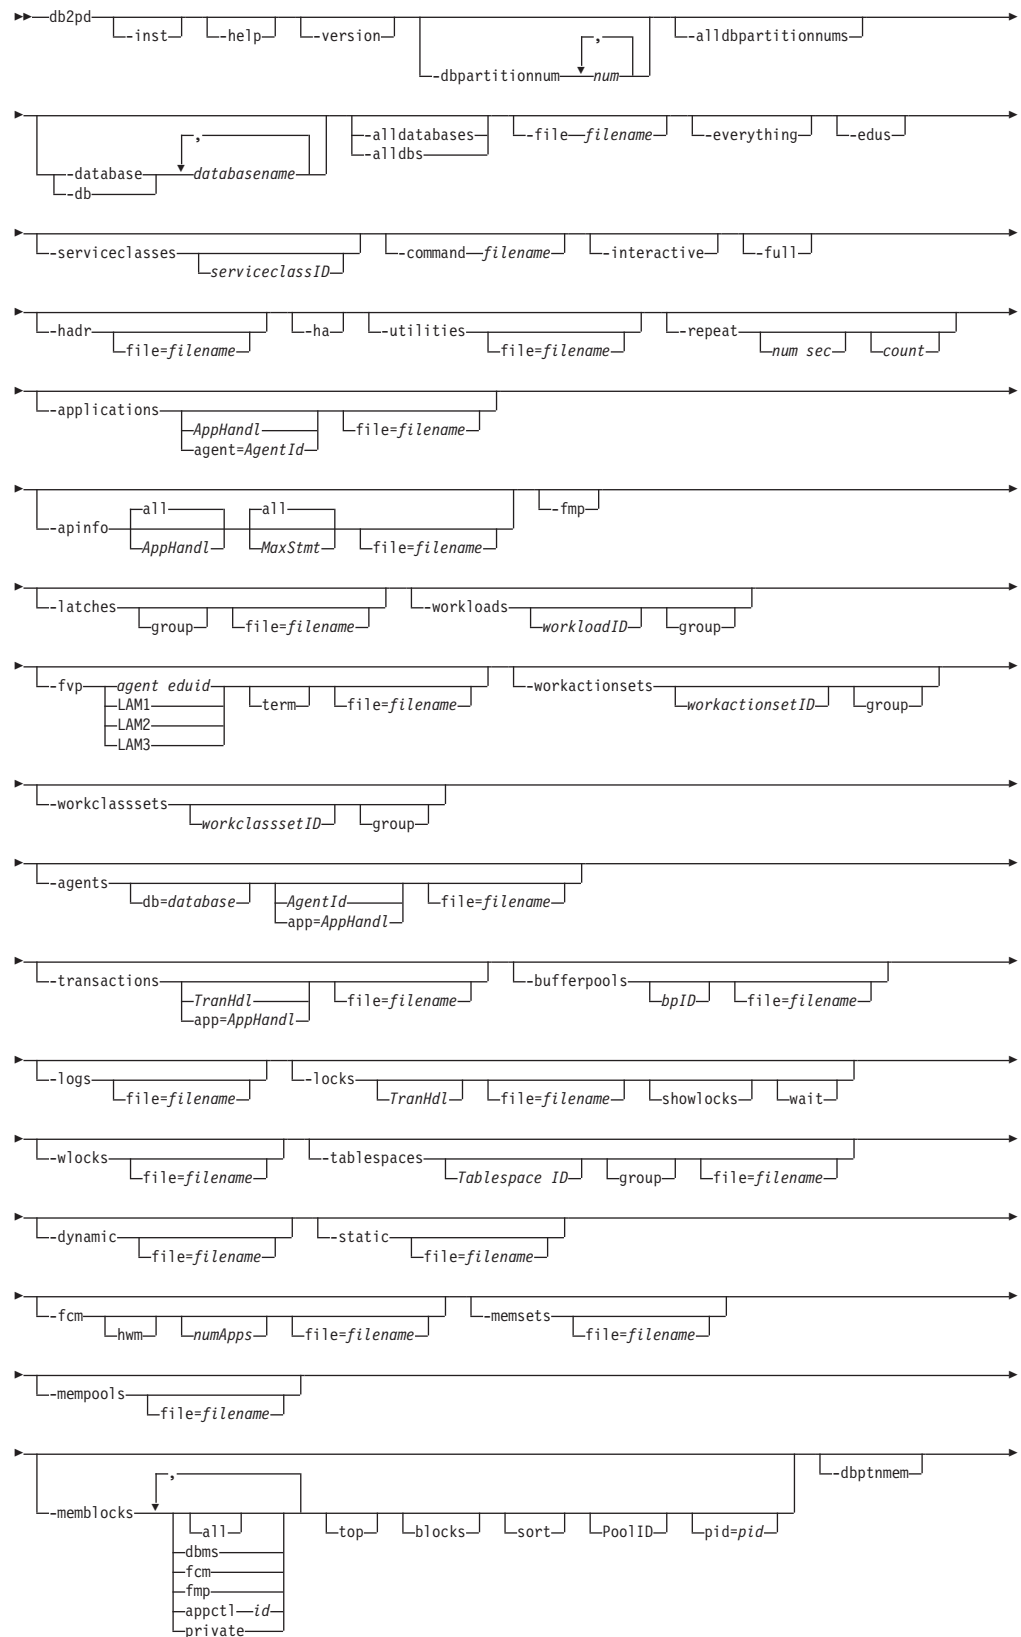 db2pd -inst -help -version -dbpartitionnum , num -alldbpartitionnums
-database -db , databasename -alldatabases -alldbs -file filename -everything -edus
-serviceclasses serviceclassID -command filename -interactive -full
-hadr file=filename -ha -utilities file=filename -repeat num sec count
-applications AppHandl agent=AgentId file=filename
-apinfo all AppHandl all MaxStmt file=filename -fmp
-latches group file=filename -workloads workloadID group
-fvp agent eduid LAM1 LAM2 LAM3 term file=filename -workactionsets workactionsetID group
-workclasssets workclasssetID group
-agents db=database AgentId app=AppHandl file=filename
-transactions TranHdl app=AppHandl file=filename -bufferpools bpID file=filename
-logs file=filename -locks TranHdl file=filename showlocks wait
-wlocks file=filename -tablespaces Tablespace ID group file=filename
-dynamic file=filename -static file=filename
-fcm hwm numApps file=filename -memsets file=filename
-mempools file=filename
-memblocks , all dbms fcm fmp appctl id private top blocks sort PoolID pid=pid -dbptnmem